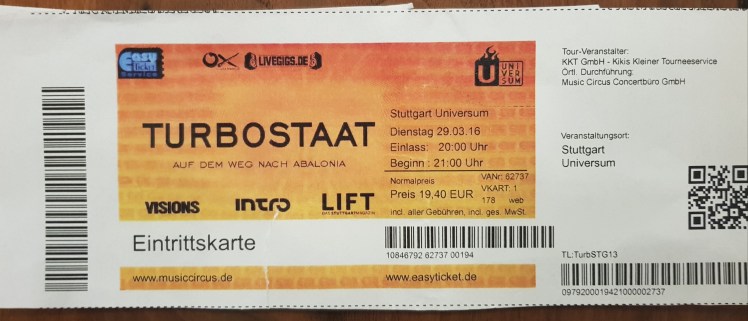 Easy
Ticket
Service
OX
LIVEGIGS.DE
UNI
VER
SUM
TURBOSTAAT
AUF DEM WEG NACH ABALONIA
VISIONS
intro
LIFT
Stuttgart Universum
Dienstag 29.03.16
Einlass: 20:00 Uhr
Beginn : 21:00 Uhr
Normalpreis
Preis 19,40 EUR
VANr: 62737
VKART: 1
178 web
incl. aller Gebühren, incl. ges. MwSt.
Eintrittskarte
10846792 62737 00194
www.musiccircus.de
www.easyticket.de
Tour-Veranstalter:
KKT GmbH - Kikis Kleiner Tourneeservice
Örtl. Durchführung:
Music Circus Concertbüro GmbH
Veranstaltungsort:
Stuttgart
Universum
TL:TurbSTG13
0979200019421000002737